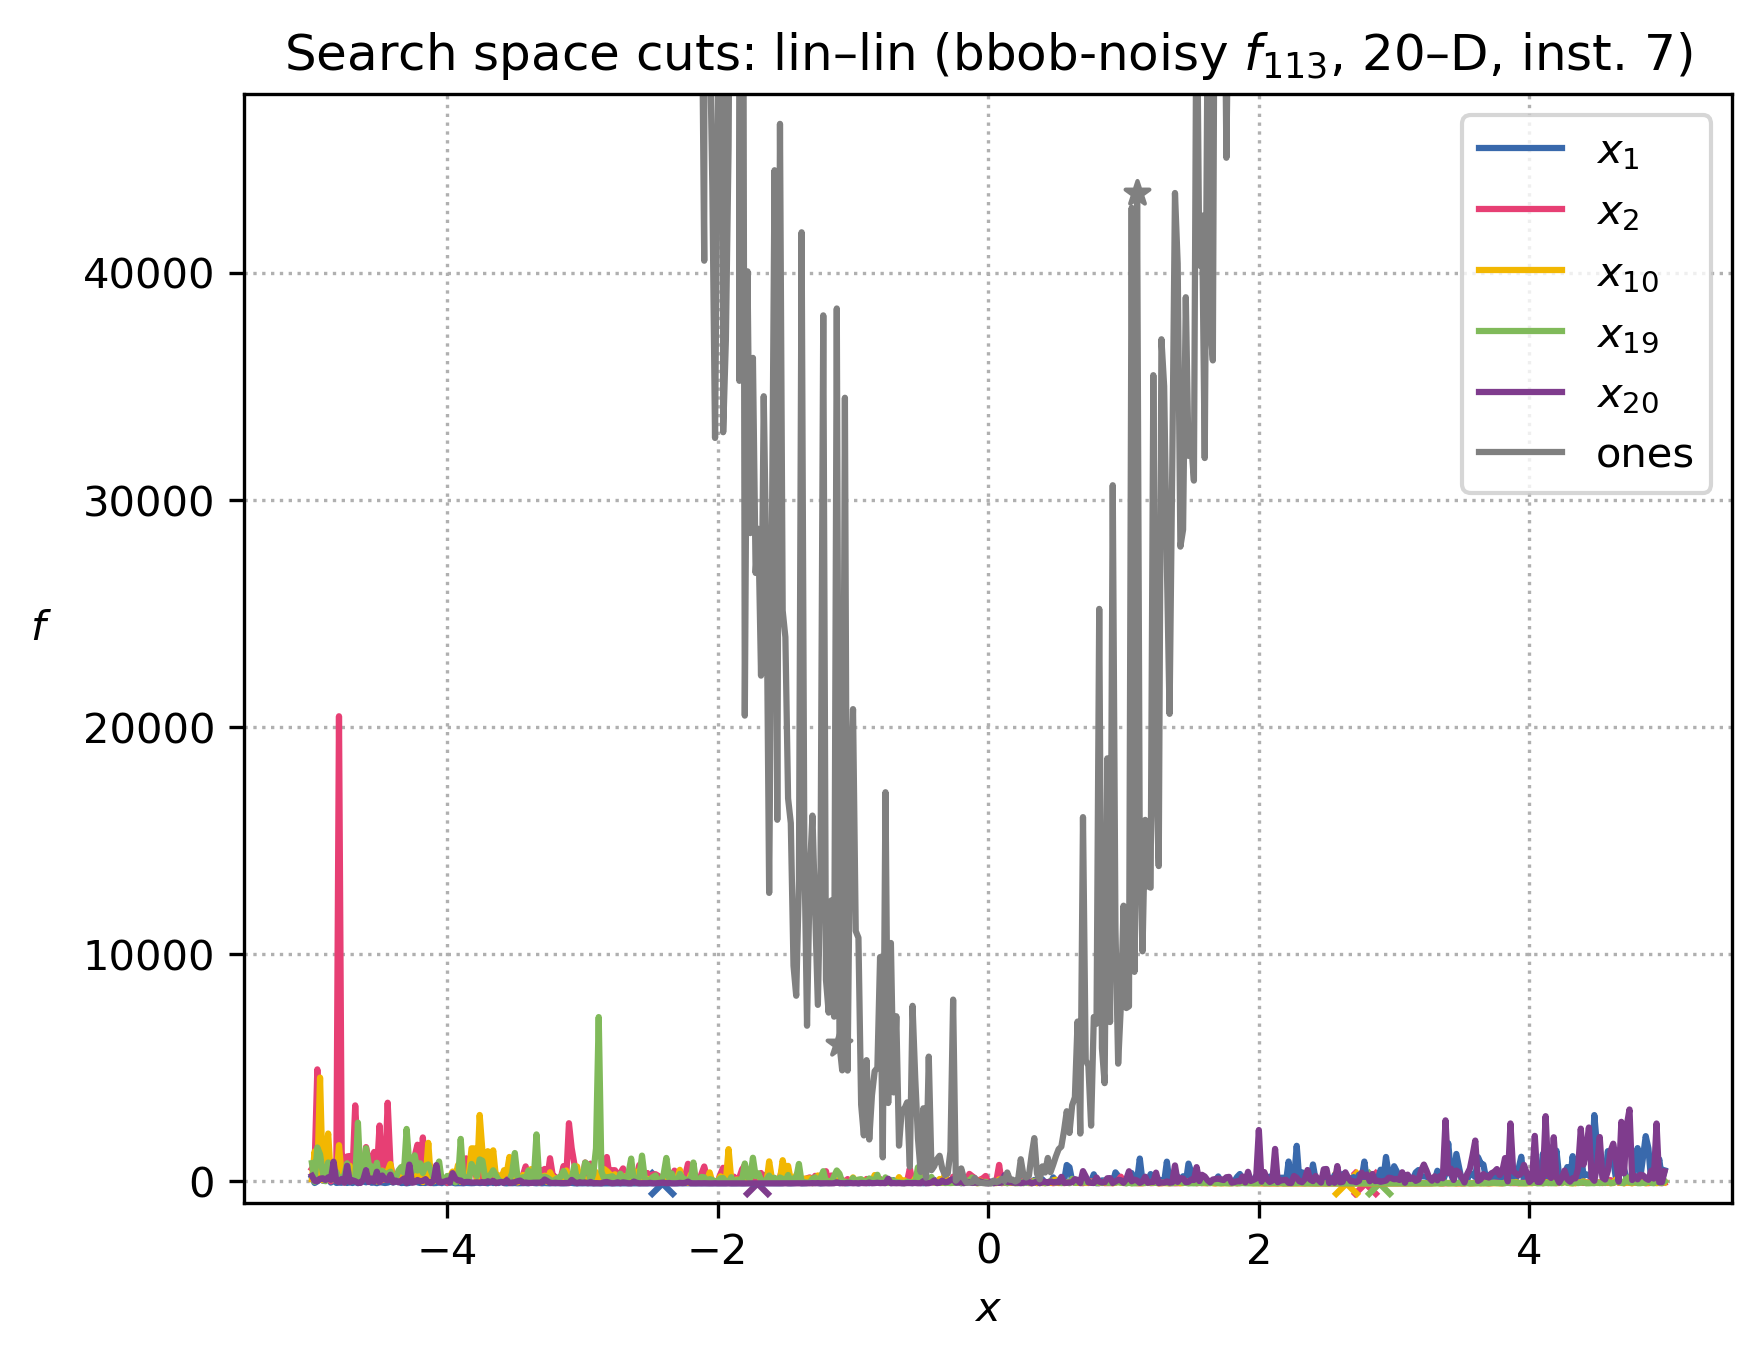 Search space cuts: lin–lin (bbob-noisy f₁₁₃, 20–D, inst. 7)
x₁
x₂
x₁₀
x₁₉
x₂₀
ones
40000
30000
20000
10000
0
f
−4
−2
0
2
4
x